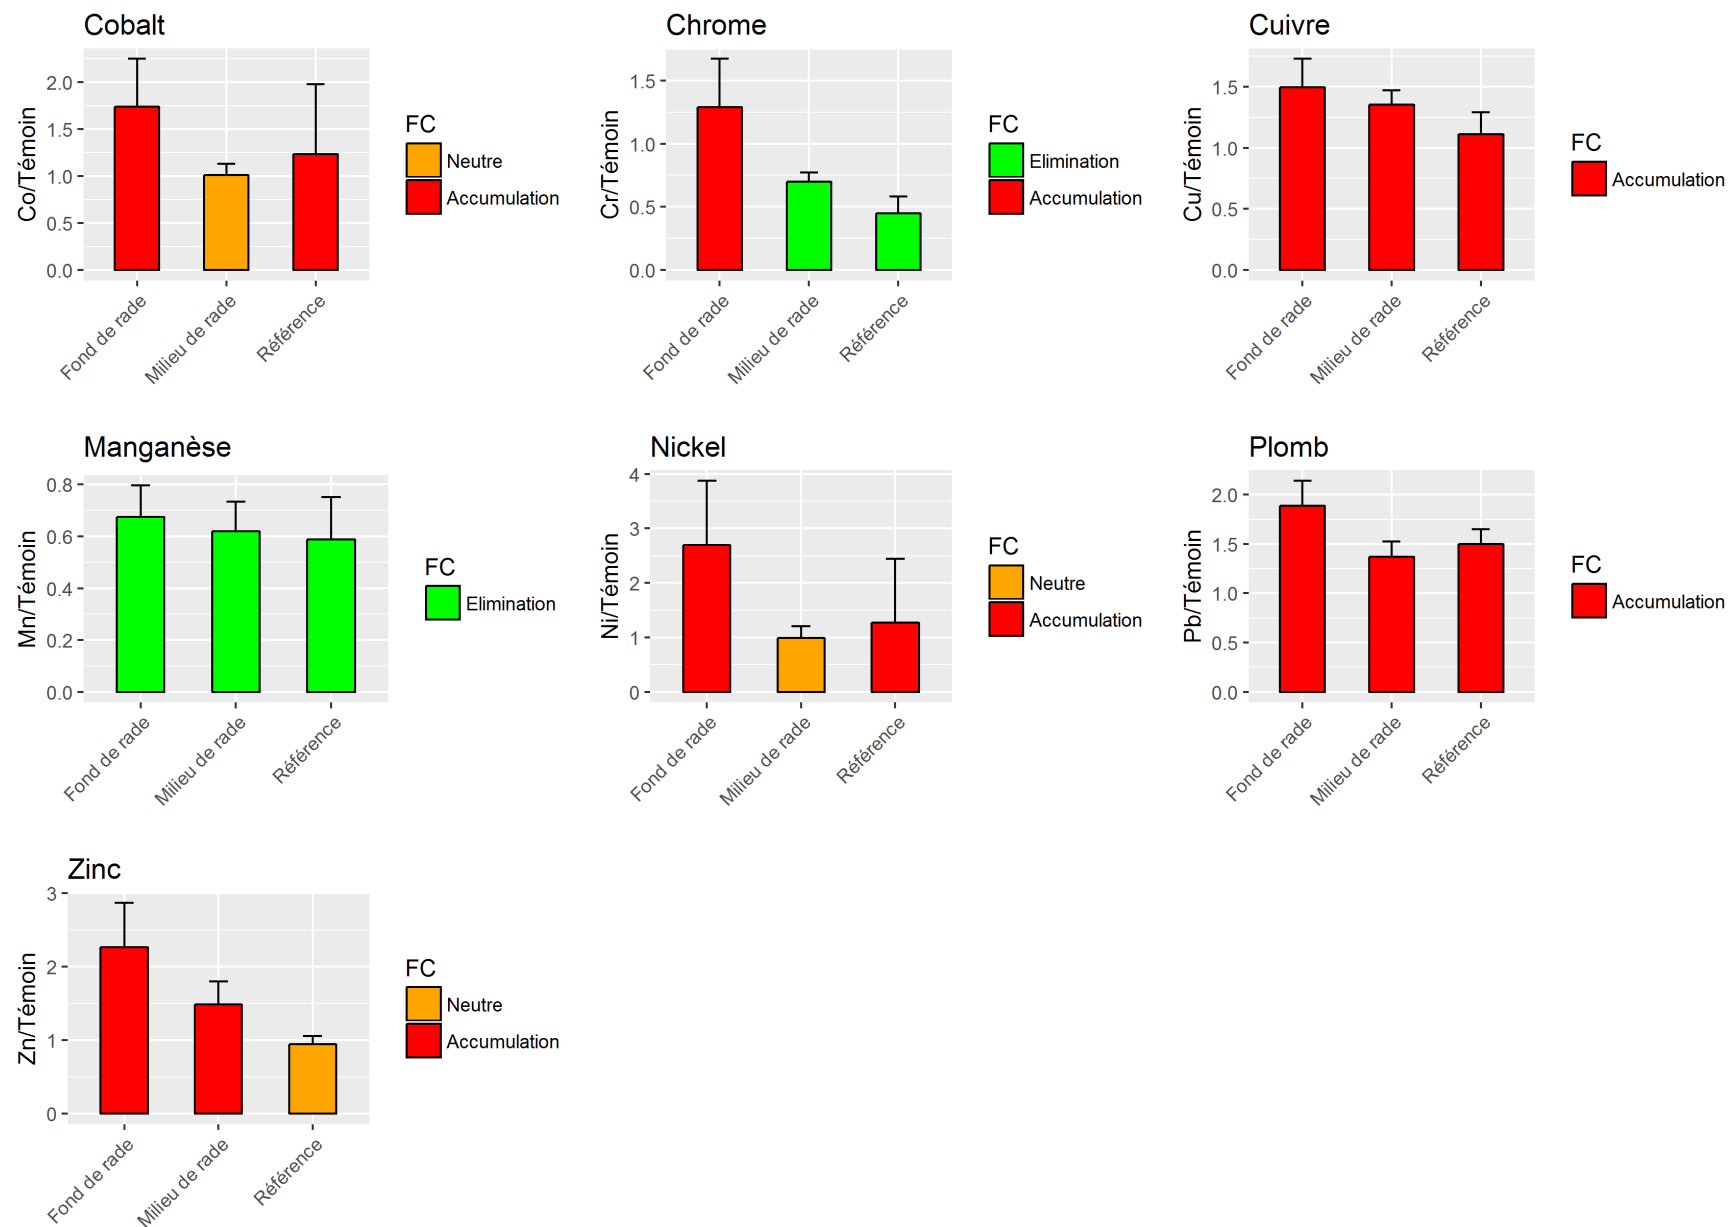 Cobalt
Co/Témoin
2.0
1.5
1.0
0.5
0.0
Fond de rade
Milieu de rade
Référence
FC
Neutre
Accumulation
Chrome
Cr/Témoin
1.5
1.0
0.5
0.0
Fond de rade
Milieu de rade
Référence
FC
Elimination
Accumulation
Cuivre
Cu/Témoin
1.5
1.0
0.5
0.0
Fond de rade
Milieu de rade
Référence
FC
Accumulation
Manganèse
Mn/Témoin
0.8
0.6
0.4
0.2
0.0
Fond de rade
Milieu de rade
Référence
FC
Elimination
Nickel
Ni/Témoin
4
3
2
1
0
Fond de rade
Milieu de rade
Référence
FC
Neutre
Accumulation
Plomb
Pb/Témoin
2.0
1.5
1.0
0.5
0.0
Fond de rade
Milieu de rade
Référence
FC
Accumulation
Zinc
Zn/Témoin
3
2
1
0
Fond de rade
Milieu de rade
Référence
FC
Neutre
Accumulation